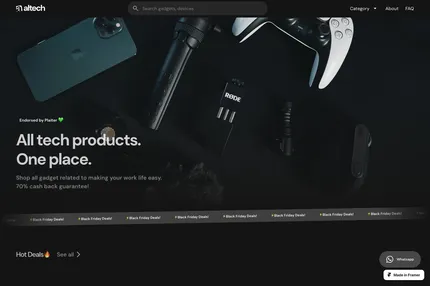 altech
Search gadgets, devices
Category
About
FAQ
RØDE
Endorsed by Platter 💚
All tech products.
One place.
Shop all gadget related to making your work life easy.
70% cash back guarantee!
Black Friday Deals!
Black Friday Deals!
Black Friday Deals!
Black Friday Deals!
Black Friday Deals!
Black Friday Deals!
Black Friday Deals!
Black Friday Deals!
Hot Deals🔥
See all
Whatsapp
Made in Framer